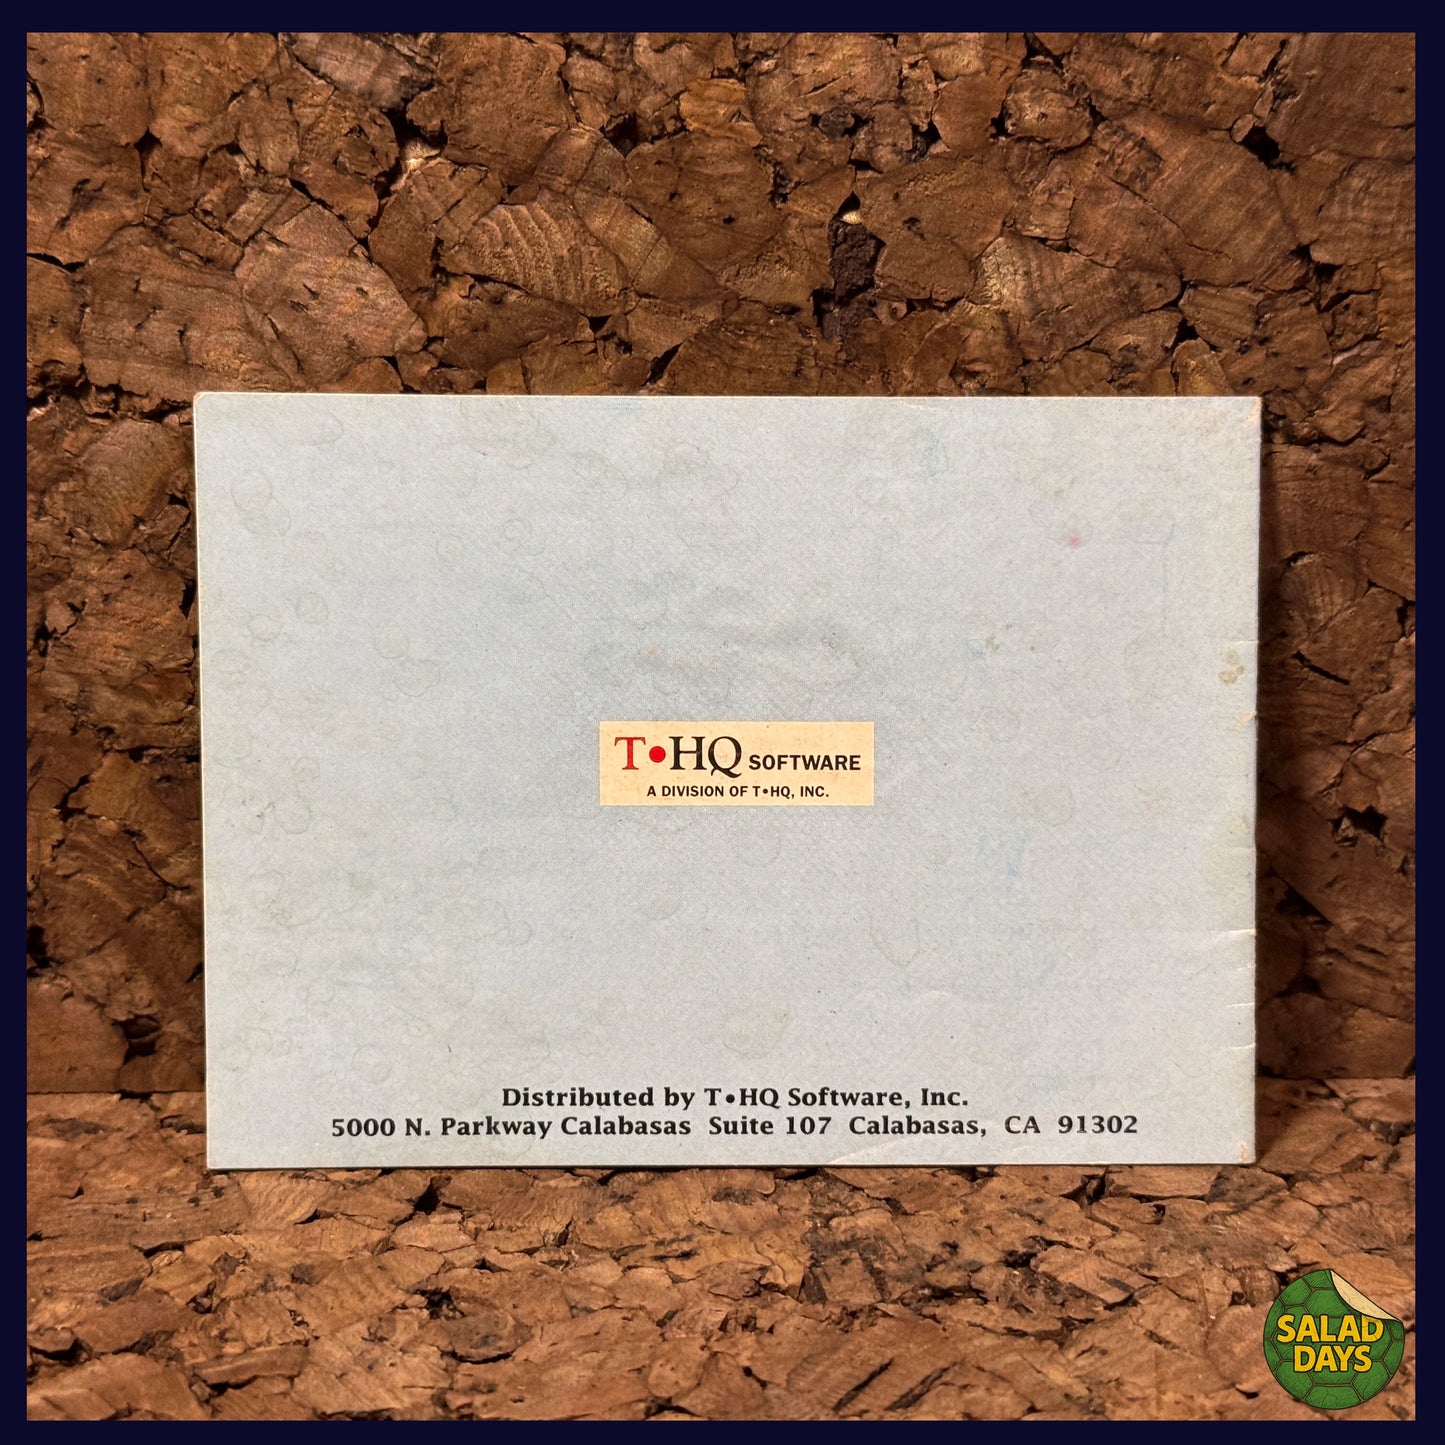 T•HQ SOFTWARE
A DIVISION OF T•HQ, INC.
Distributed by T•HQ Software, Inc.
5000 N. Parkway Calabasas Suite 107 Calabasas, CA 91302
SALAD
DAYS